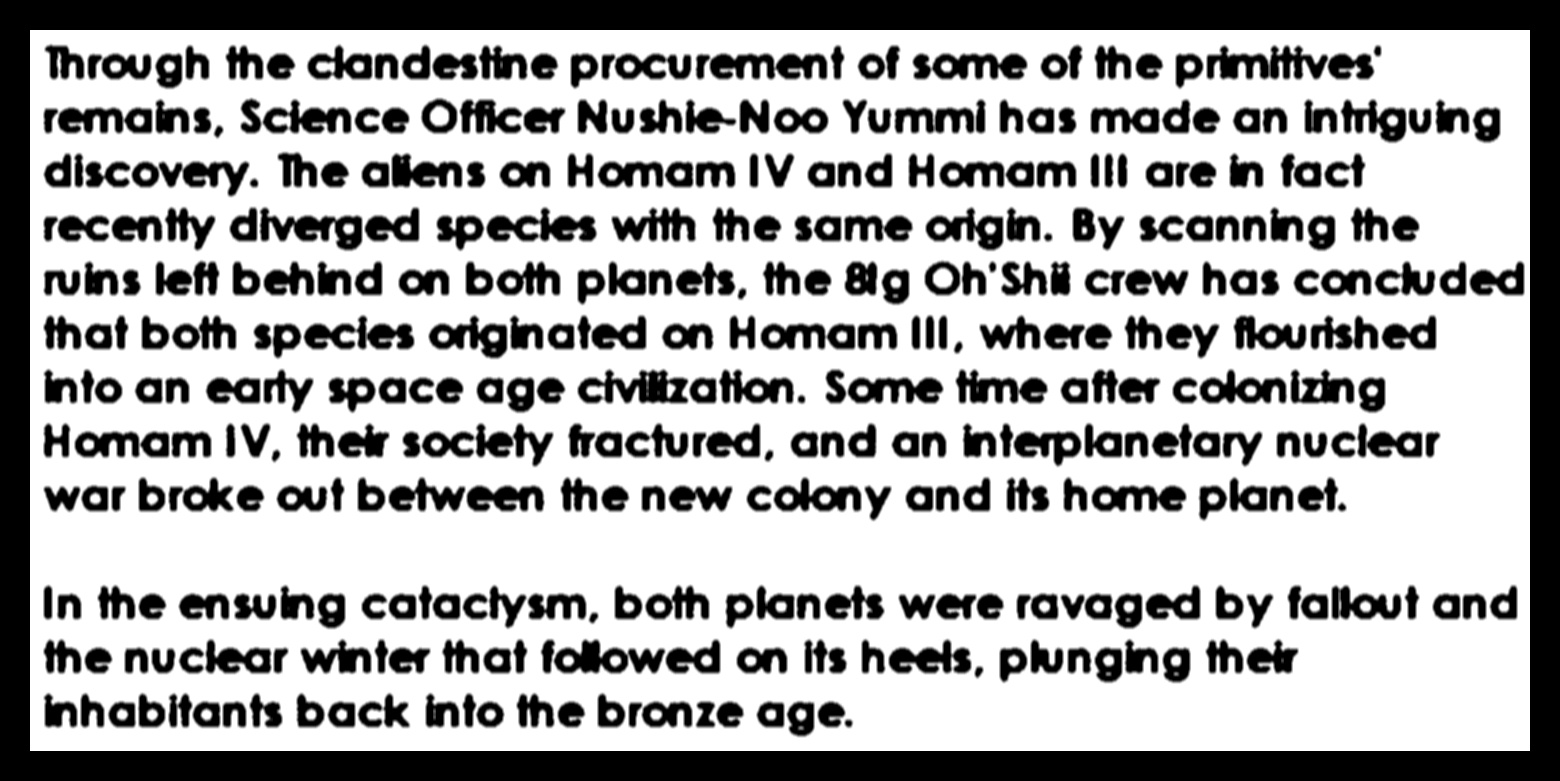 Through the clandestine procurement of some of the primitives'
remains, Science Officer Nushie-Noo Yummi has made an intriguing
discovery. The aliens on Homam IV and Homam III are in fact
recently diverged species with the same origin. By scanning the
ruins left behind on both planets, the crew has concluded
that both species originated on Homam III, where they flourished
into an early space age civilization. Some time after colonizing
Homam IV, their society fractured, and an interplanetary nuclear
war broke out between the new colony and its home planet.
In the ensuing cataclysm, both planets were ravaged by fallout and
the nuclear winter that followed on its heels, plunging their
inhabitants back into the bronze age.